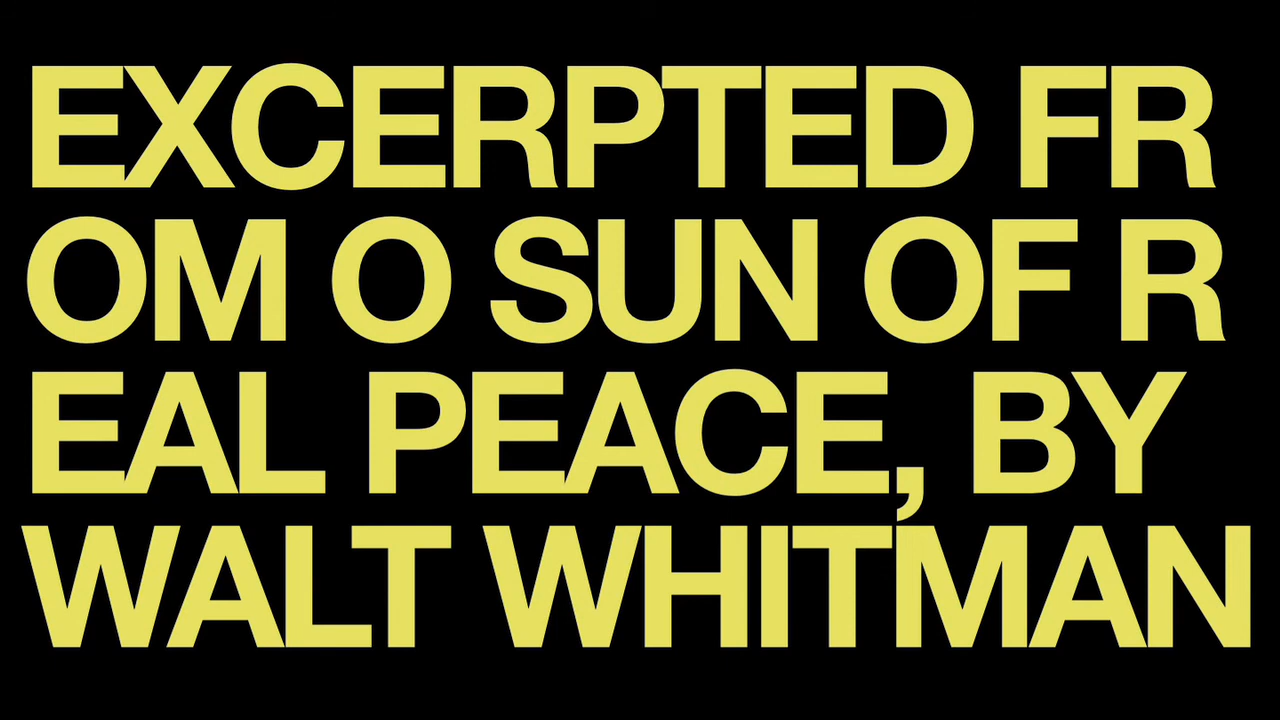 EXCERPTED FR
OM O SUN OF R
EAL PEACE, BY
WALT WHITMAN